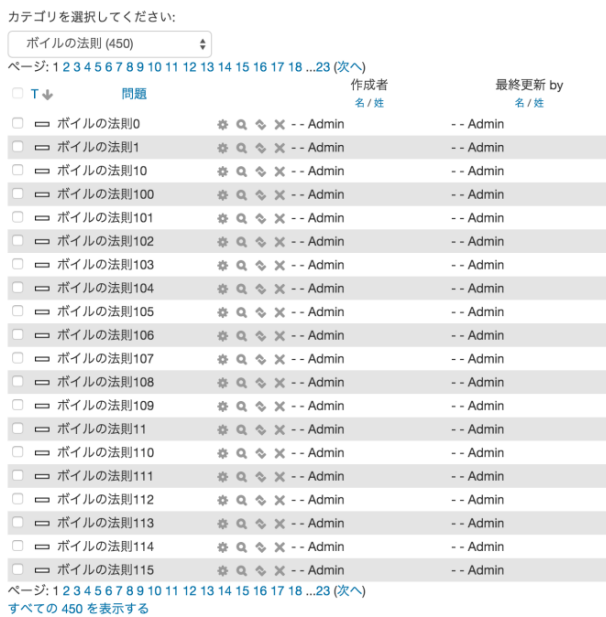 カテゴリを選択してください:
ボイルの法則 (450)
ページ: 1 2 3 4 5 6 7 8 9 10 11 12 13 14 15 16 17 18 ...23 (次へ)
T 問題 作成者 最終更新 by
名 / 姓 名 / 姓
ボイルの法則0 - - Admin - - Admin
ボイルの法則1 - - Admin - - Admin
ボイルの法則10 - - Admin - - Admin
ボイルの法則100 - - Admin - - Admin
ボイルの法則101 - - Admin - - Admin
ボイルの法則102 - - Admin - - Admin
ボイルの法則103 - - Admin - - Admin
ボイルの法則104 - - Admin - - Admin
ボイルの法則105 - - Admin - - Admin
ボイルの法則106 - - Admin - - Admin
ボイルの法則107 - - Admin - - Admin
ボイルの法則108 - - Admin - - Admin
ボイルの法則109 - - Admin - - Admin
ボイルの法則11 - - Admin - - Admin
ボイルの法則110 - - Admin - - Admin
ボイルの法則111 - - Admin - - Admin
ボイルの法則112 - - Admin - - Admin
ボイルの法則113 - - Admin - - Admin
ボイルの法則114 - - Admin - - Admin
ボイルの法則115 - - Admin - - Admin
ページ: 1 2 3 4 5 6 7 8 9 10 11 12 13 14 15 16 17 18 ...23 (次へ)
すべての 450 を表示する